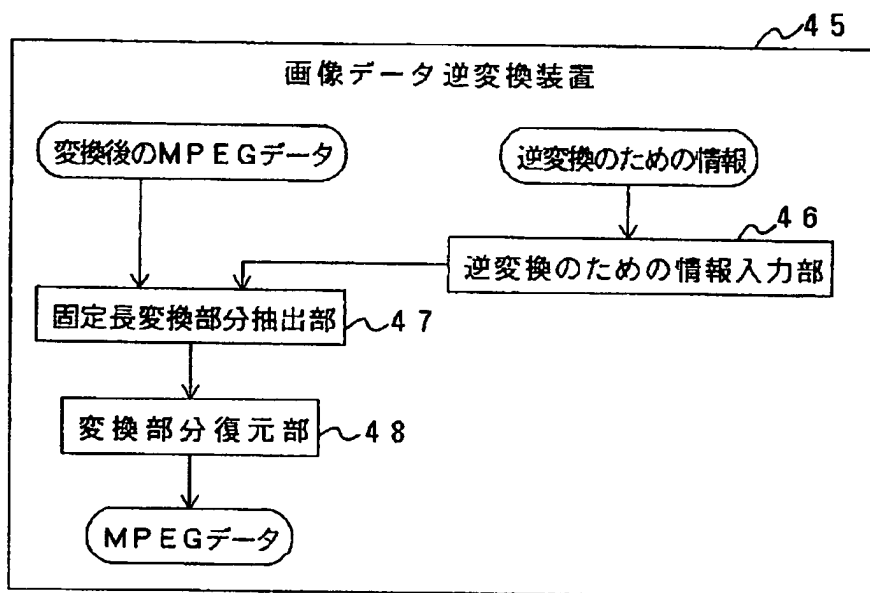 45
画像データ逆変換装置
変換後のMPEGデータ
逆変換のための情報
46
逆変換のための情報入力部
固定長変換部分抽出部
47
変換部分復元部
48
MPEGデータ